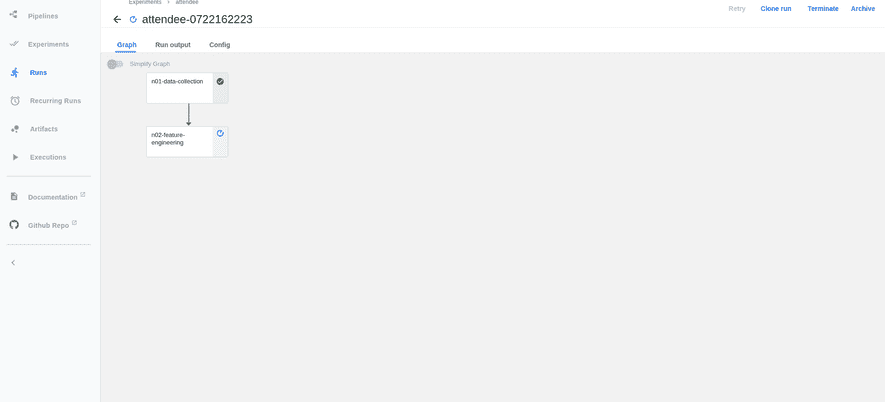 Experiments > attendee
attendee-0722162223
Retry
Clone run
Terminate
Archive
Pipelines
Experiments
Runs
Recurring Runs
Artifacts
Executions
Documentation
Github Repo
Graph
Run output
Config
Simplify Graph
n01-data-collection
n02-feature-
engineering